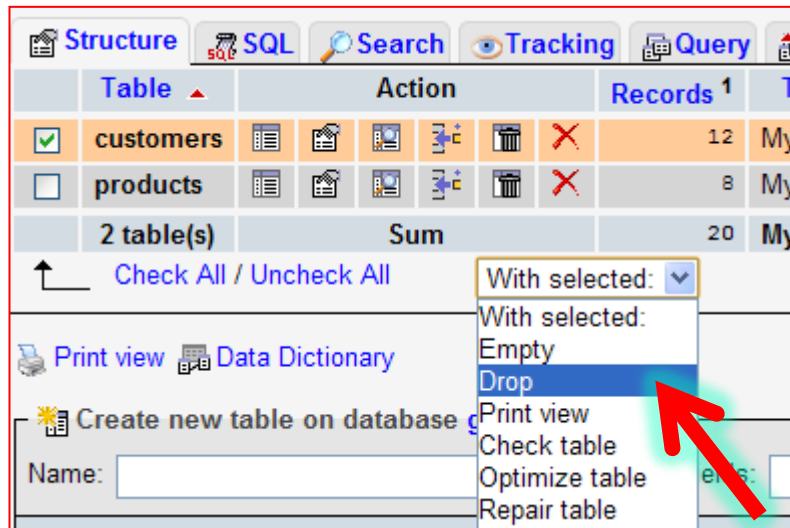 Structure SQL Search Tracking Query
Table Action Records 1
customers 12 My
products 8 My
2 table(s) Sum 20 My
Check All / Uncheck All With selected:
With selected:
Empty
Print view Data Dictionary
Drop
Create new table on database
Print view
Check table
Name:
Optimize table
Repair table